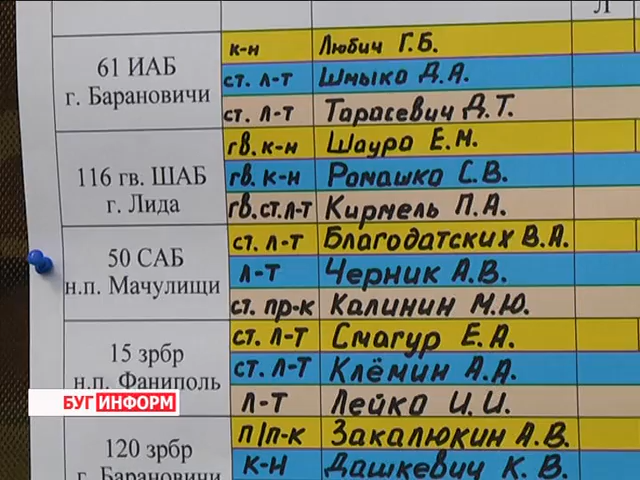 Л
61 ИАБ
г. Барановичи
к-н Любич Г.Б.
ст. л-т Шмыко Д.А.
ст. л-т Тарасевич Д.Т.
116 гв. ШАБ
г. Лида
гв. к-н Шаура Е.М.
гв. к-н Ромашко С.В.
гв.ст.л-т Кирмель П.А.
50 САБ
н.п. Мачулищи
ст. л-т Благодатских В.А.
л-т Черник А.В.
ст. пр-к Калинин М.Ю.
15 зрбр
н.п. Фаниполь
ст. л-т Смагур Е.А.
ст. л-т Клёмин А.А.
л-т Лейко И.И.
БУГИНФОРМ
120 зрбр
г. Барановичи
п/п-к Закалюкин А.В.
к-н Дашкевич К.В.